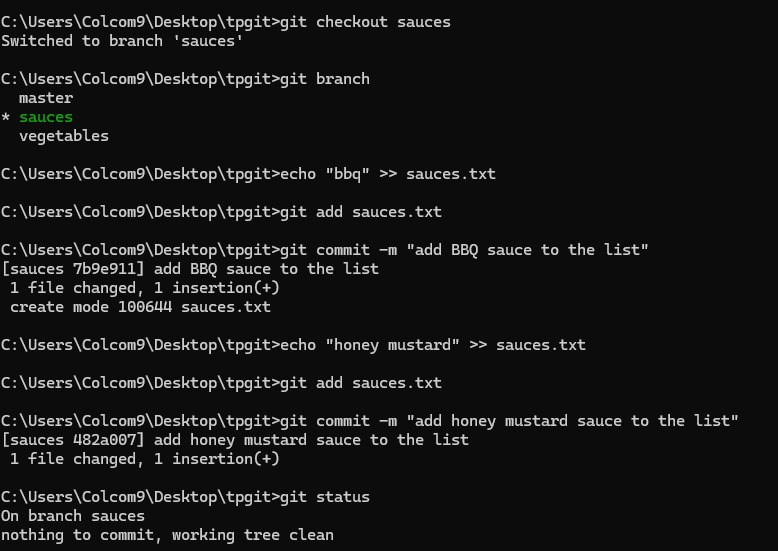 C:\Users\Colcom9\Desktop\tpgit>git checkout sauces
Switched to branch 'sauces'
C:\Users\Colcom9\Desktop\tpgit>git branch
  master
* sauces
  vegetables
C:\Users\Colcom9\Desktop\tpgit>echo "bbq" >> sauces.txt
C:\Users\Colcom9\Desktop\tpgit>git add sauces.txt
C:\Users\Colcom9\Desktop\tpgit>git commit -m "add BBQ sauce to the list"
[sauces 7b9e911] add BBQ sauce to the list
 1 file changed, 1 insertion(+)
 create mode 100644 sauces.txt
C:\Users\Colcom9\Desktop\tpgit>echo "honey mustard" >> sauces.txt
C:\Users\Colcom9\Desktop\tpgit>git add sauces.txt
C:\Users\Colcom9\Desktop\tpgit>git commit -m "add honey mustard sauce to the list"
[sauces 482a007] add honey mustard sauce to the list
 1 file changed, 1 insertion(+)
C:\Users\Colcom9\Desktop\tpgit>git status
On branch sauces
nothing to commit, working tree clean